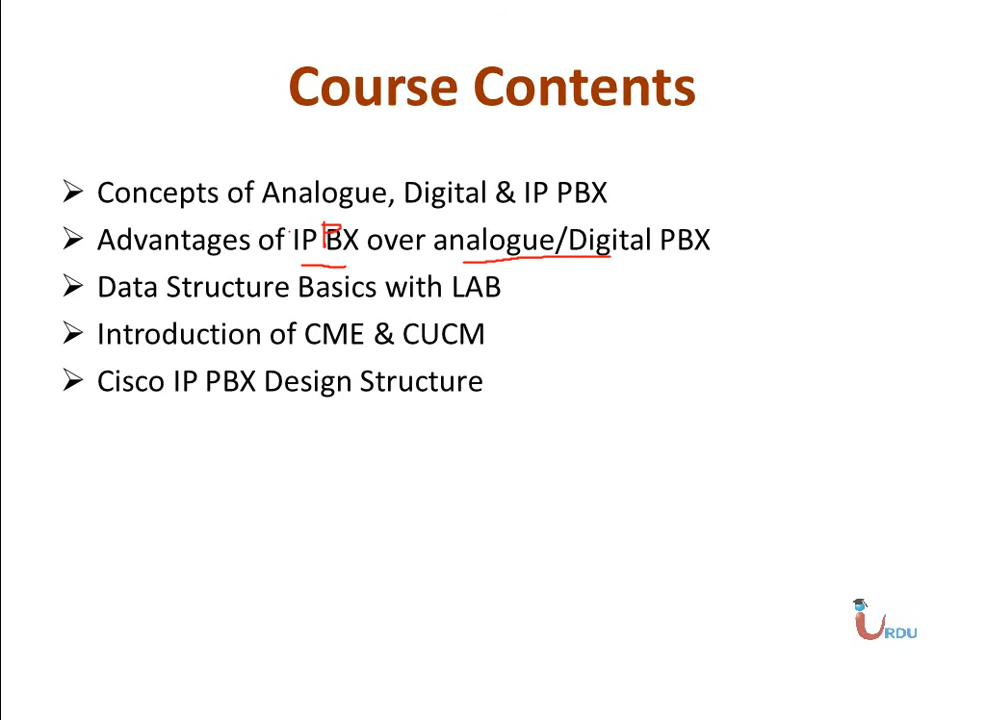 Course Contents
➢ Concepts of Analogue, Digital & IP PBX
➢ Advantages of IP BX over analogue/Digital PBX
➢ Data Structure Basics with LAB
➢ Introduction of CME & CUCM
➢ Cisco IP PBX Design Structure
URDU